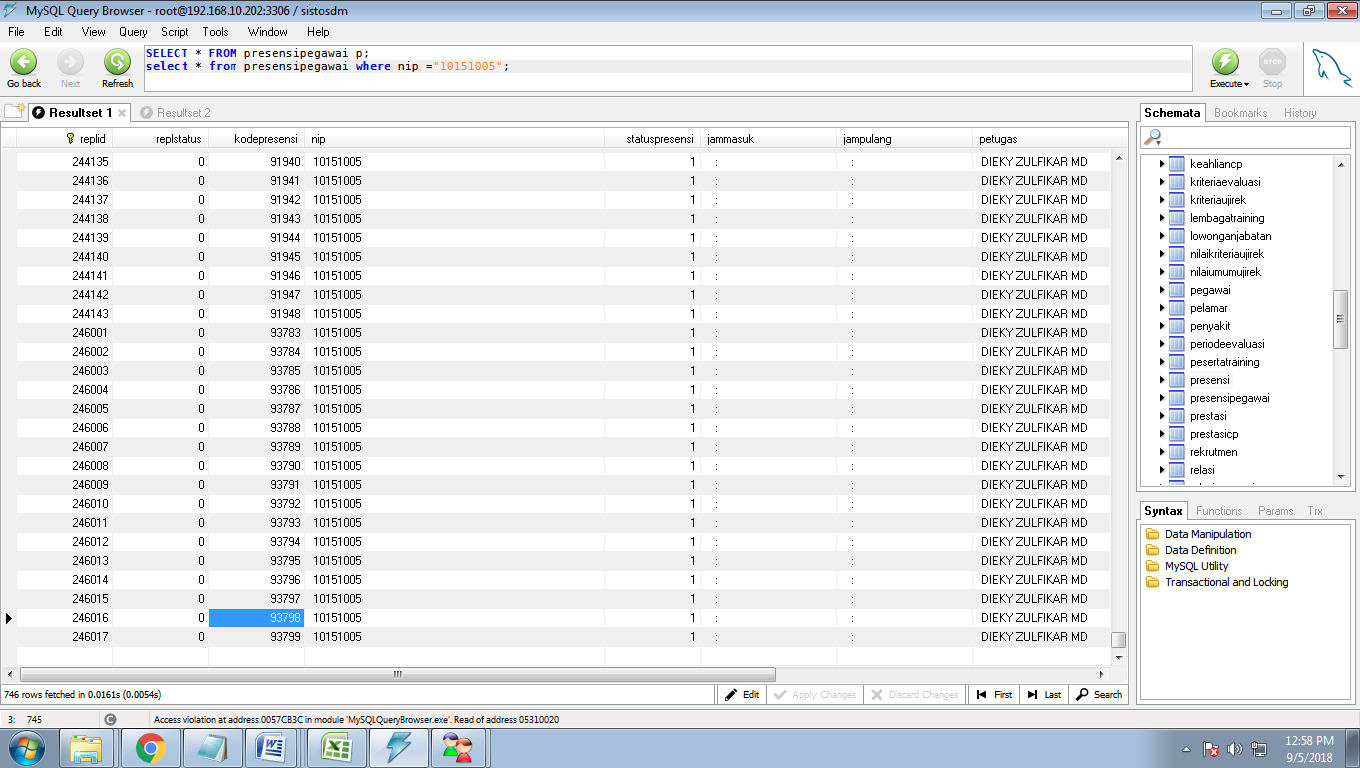 MySQL Query Browser - root@192.168.10.202:3306 / sistosdm
File Edit View Query Script Tools Window Help
Go back Next Refresh
SELECT * FROM presensipegawai p;
select * from presensipegawai where nip ="10151005";
Execute Stop
Resultset 1 Resultset 2
replid replstatus kodepresensi nip statuspresensi jammasuk jampulang petugas
244135 0 91940 10151005 1 : : DIEKY ZULFIKAR MD
244136 0 91941 10151005 1 : : DIEKY ZULFIKAR MD
244137 0 91942 10151005 1 : : DIEKY ZULFIKAR MD
244138 0 91943 10151005 1 : : DIEKY ZULFIKAR MD
244139 0 91944 10151005 1 : : DIEKY ZULFIKAR MD
244140 0 91945 10151005 1 : : DIEKY ZULFIKAR MD
244141 0 91946 10151005 1 : : DIEKY ZULFIKAR MD
244142 0 91947 10151005 1 : : DIEKY ZULFIKAR MD
244143 0 91948 10151005 1 : : DIEKY ZULFIKAR MD
246001 0 93783 10151005 1 : : DIEKY ZULFIKAR MD
246002 0 93784 10151005 1 : : DIEKY ZULFIKAR MD
246003 0 93785 10151005 1 : : DIEKY ZULFIKAR MD
246004 0 93786 10151005 1 : : DIEKY ZULFIKAR MD
246005 0 93787 10151005 1 : : DIEKY ZULFIKAR MD
246006 0 93788 10151005 1 : : DIEKY ZULFIKAR MD
246007 0 93789 10151005 1 : : DIEKY ZULFIKAR MD
246008 0 93790 10151005 1 : : DIEKY ZULFIKAR MD
246009 0 93791 10151005 1 : : DIEKY ZULFIKAR MD
246010 0 93792 10151005 1 : : DIEKY ZULFIKAR MD
246011 0 93793 10151005 1 : : DIEKY ZULFIKAR MD
246012 0 93794 10151005 1 : : DIEKY ZULFIKAR MD
246013 0 93795 10151005 1 : : DIEKY ZULFIKAR MD
246014 0 93796 10151005 1 : : DIEKY ZULFIKAR MD
246015 0 93797 10151005 1 : : DIEKY ZULFIKAR MD
246016 0 93798 10151005 1 : : DIEKY ZULFIKAR MD
246017 0 93799 10151005 1 : : DIEKY ZULFIKAR MD
746 rows fetched in 0.0161s (0.0054s)
Edit Apply Changes Discard Changes First Last Search
Schemata Bookmarks History
keahliancp
kriteriaevaluasi
kriteriaujirek
lembagatraining
lowonganjabatan
nilaikriteriaujirek
nilaiumumujirek
pegawai
pelamar
penyakit
periodeevaluasi
pesertatraining
presensi
presensipegawai
prestasi
prestasicp
rekrutmen
relasi
Syntax Functions Params Trx
Data Manipulation
Data Definition
MySQL Utility
Transactional and Locking
3: 745 Access violation at address 0057CB3C in module 'MySQLQueryBrowser.exe'. Read of address 05310020
12:58 PM
9/5/2018